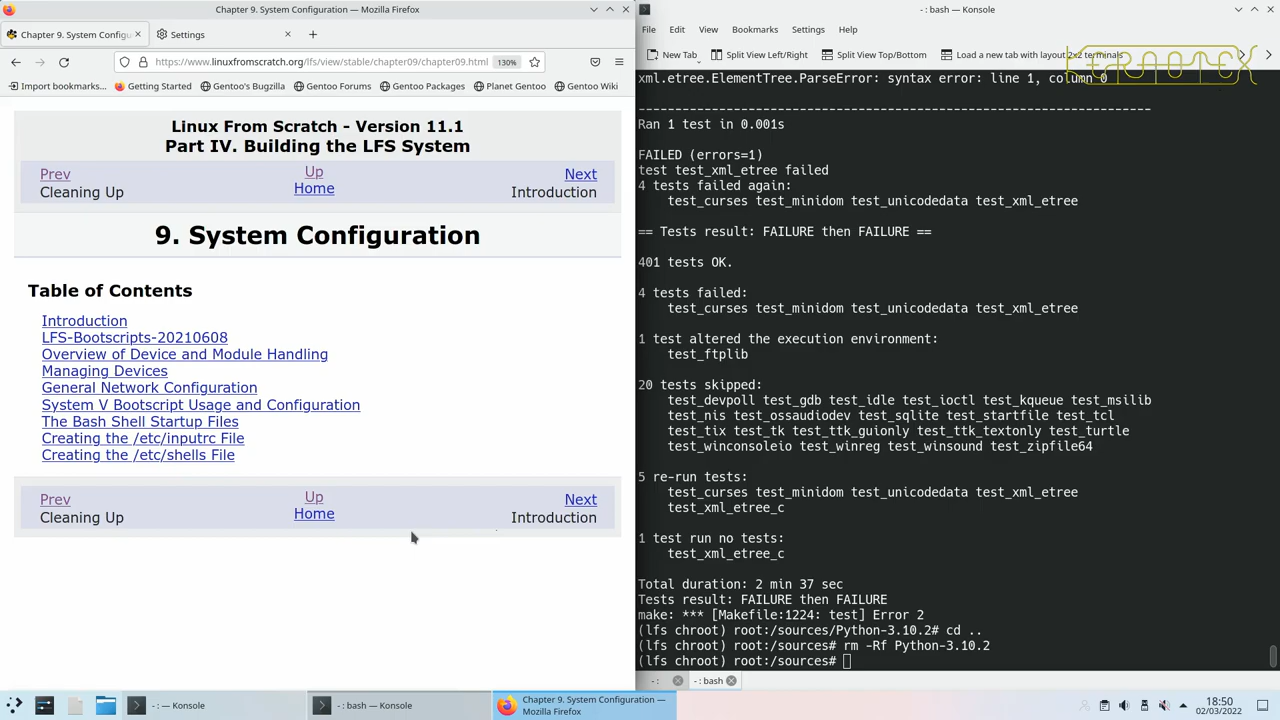 Chapter 9. System Configuration — Mozilla Firefox
Chapter 9. System Configu
Settings
https://www.linuxfromscratch.org/lfs/view/stable/c
/chapter09.html
130%
Import bookmarks...
Getting Started
Gentoo's Bugzilla
Gentoo Forums
Gentoo Packages
Planet Gentoo
Gentoo Wiki
Linux From Scratch - Version 11.1
Part IV. Building the LFS System
Prev
Up
Next
Cleaning Up
Home
Introduction
9. System Configuration
Table of Contents
Introduction
LFS-Bootscripts-20210608
Overview of Device and Module Handling
Managing Devices
General Network Configuration
System V Bootscript Usage and Configuration
The Bash Shell Startup Files
Creating the /etc/inputrc File
Creating the /etc/shells File
Prev
Up
Next
Cleaning Up
Home
Introduction
- : bash — Konsole
File
Edit
View
Bookmarks
Settings
Help
New Tab
Split View Left/Right
Split View Top/Bottom
Load a new tab with layout 2x2 terminals
xml.etree.ElementTree.ParseError: syntax error: line 1, column 0
----------------------------------------------------------------------
Ran 1 test in 0.001s
FAILED (errors=1)
test test_xml_etree failed
4 tests failed again:
test_curses test_minidom test_unicodedata test_xml_etree
== Tests result: FAILURE then FAILURE ==
401 tests OK.
4 tests failed:
test_curses test_minidom test_unicodedata test_xml_etree
1 test altered the execution environment:
test_ftplib
20 tests skipped:
test_devpoll test_gdb test_idle test_ioctl test_kqueue test_msilib
test_nis test_ossaudiodev test_sqlite test_startfile test_tcl
test_tix test_tk test_ttk_guionly test_ttk_textonly test_turtle
test_winconsoleio test_winreg test_winsound test_zipfile64
5 re-run tests:
test_curses test_minidom test_unicodedata test_xml_etree
test_xml_etree_c
1 test run no tests:
test_xml_etree_c
Total duration: 2 min 37 sec
Tests result: FAILURE then FAILURE
make: *** [Makefile:1224: test] Error 2
(lfs chroot) root:/sources/Python-3.10.2# cd ..
(lfs chroot) root:/sources# rm -Rf Python-3.10.2
(lfs chroot) root:/sources#
- :
- : bash
- : — Konsole
- : bash — Konsole
Chapter 9. System Configuration —
Mozilla Firefox
18:50
02/03/2022